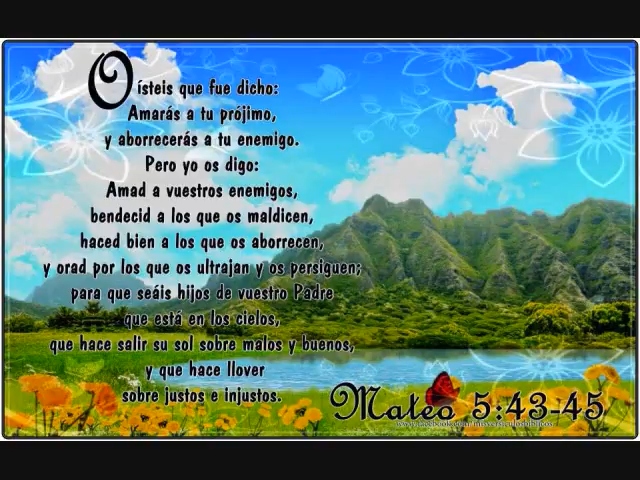 Oísteis que fue dicho:
Amarás a tu prójimo,
y aborrecerás a tu enemigo.
Pero yo os digo:
Amad a vuestros enemigos,
bendecid a los que os maldicen,
haced bien a los que os aborrecen,
y orad por los que os ultrajan y os persiguen;
para que seáis hijos de vuestro Padre
que está en los cielos,
que hace salir su sol sobre malos y buenos,
y que hace llover
sobre justos e injustos.
Mateo 5:43-45